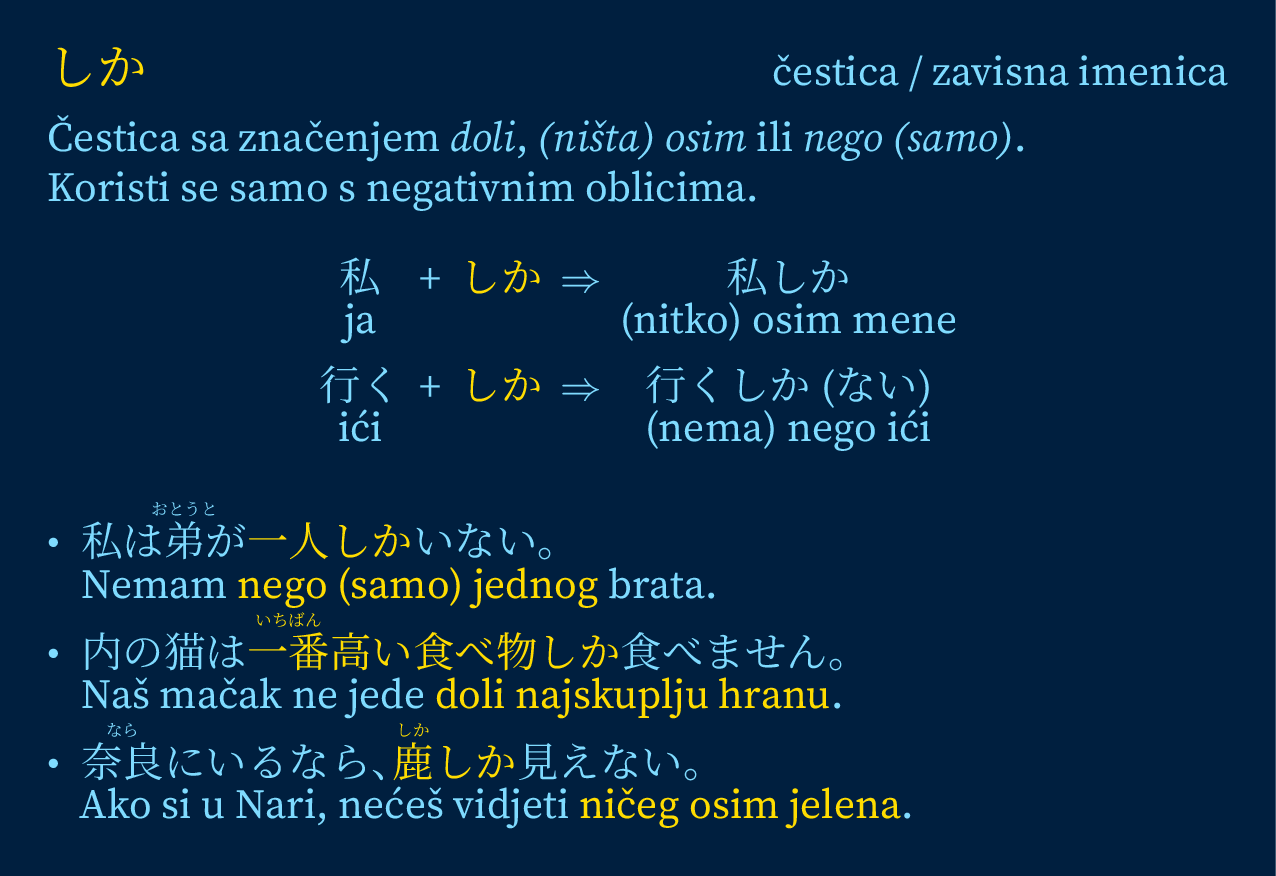 しか čestica / zavisna imenica
Čestica sa značenjem doli, (ništa) osim ili nego (samo).
Koristi se samo s negativnim oblicima.
私 + しか ⇒ 私しか
ja (nitko) osim mene
行く + しか ⇒ 行くしか (ない)
ići (nema) nego ići
おとうと
• 私は弟が一人しかいない。
Nemam nego (samo) jednog brata.
いちばん
• 内の猫は一番高い食べ物しか食べません。
Naš mačak ne jede doli najskuplju hranu.
なら しか
• 奈良にいるなら、鹿しか見えない。
Ako si u Nari, nećeš vidjeti ničeg osim jelena.